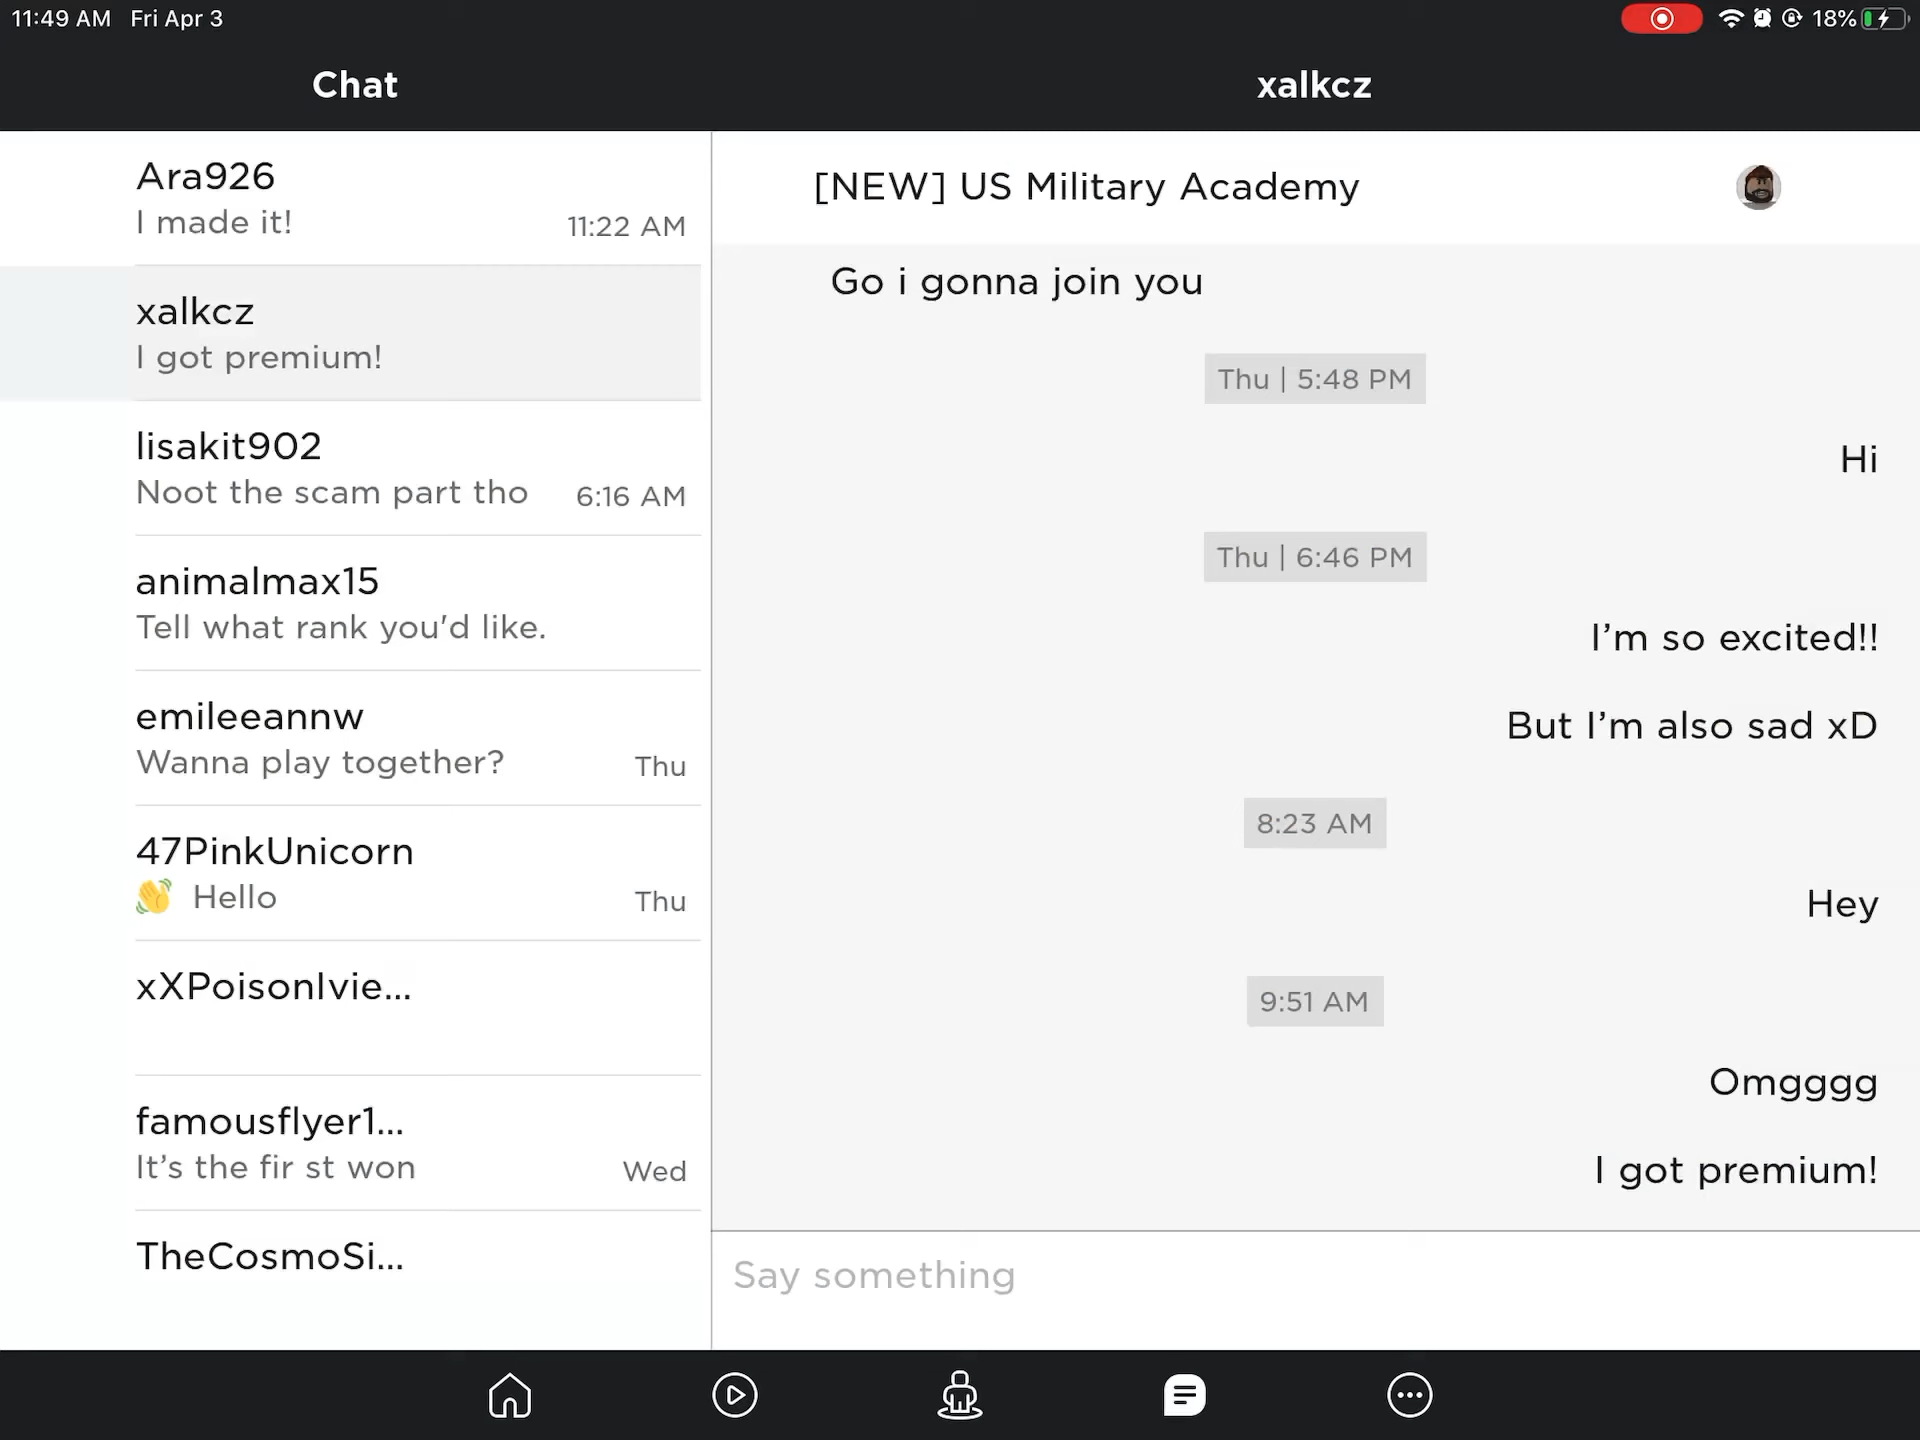 11:49 AM Fri Apr 3
18%
Chat
xalkcz
Ara926
I made it!
11:22 AM
xalkcz
I got premium!
lisakit902
Noot the scam part tho
6:16 AM
animalmax15
Tell what rank you'd like.
emileeannw
Wanna play together?
Thu
47PinkUnicorn
👋 Hello
Thu
xXPoisonIvie...
famousflyer1...
It’s the fir st won
Wed
TheCosmoSi...
[NEW] US Military Academy
Go i gonna join you
Thu | 5:48 PM
Hi
Thu | 6:46 PM
I’m so excited!!
But I’m also sad xD
8:23 AM
Hey
9:51 AM
Omgggg
I got premium!
Say something